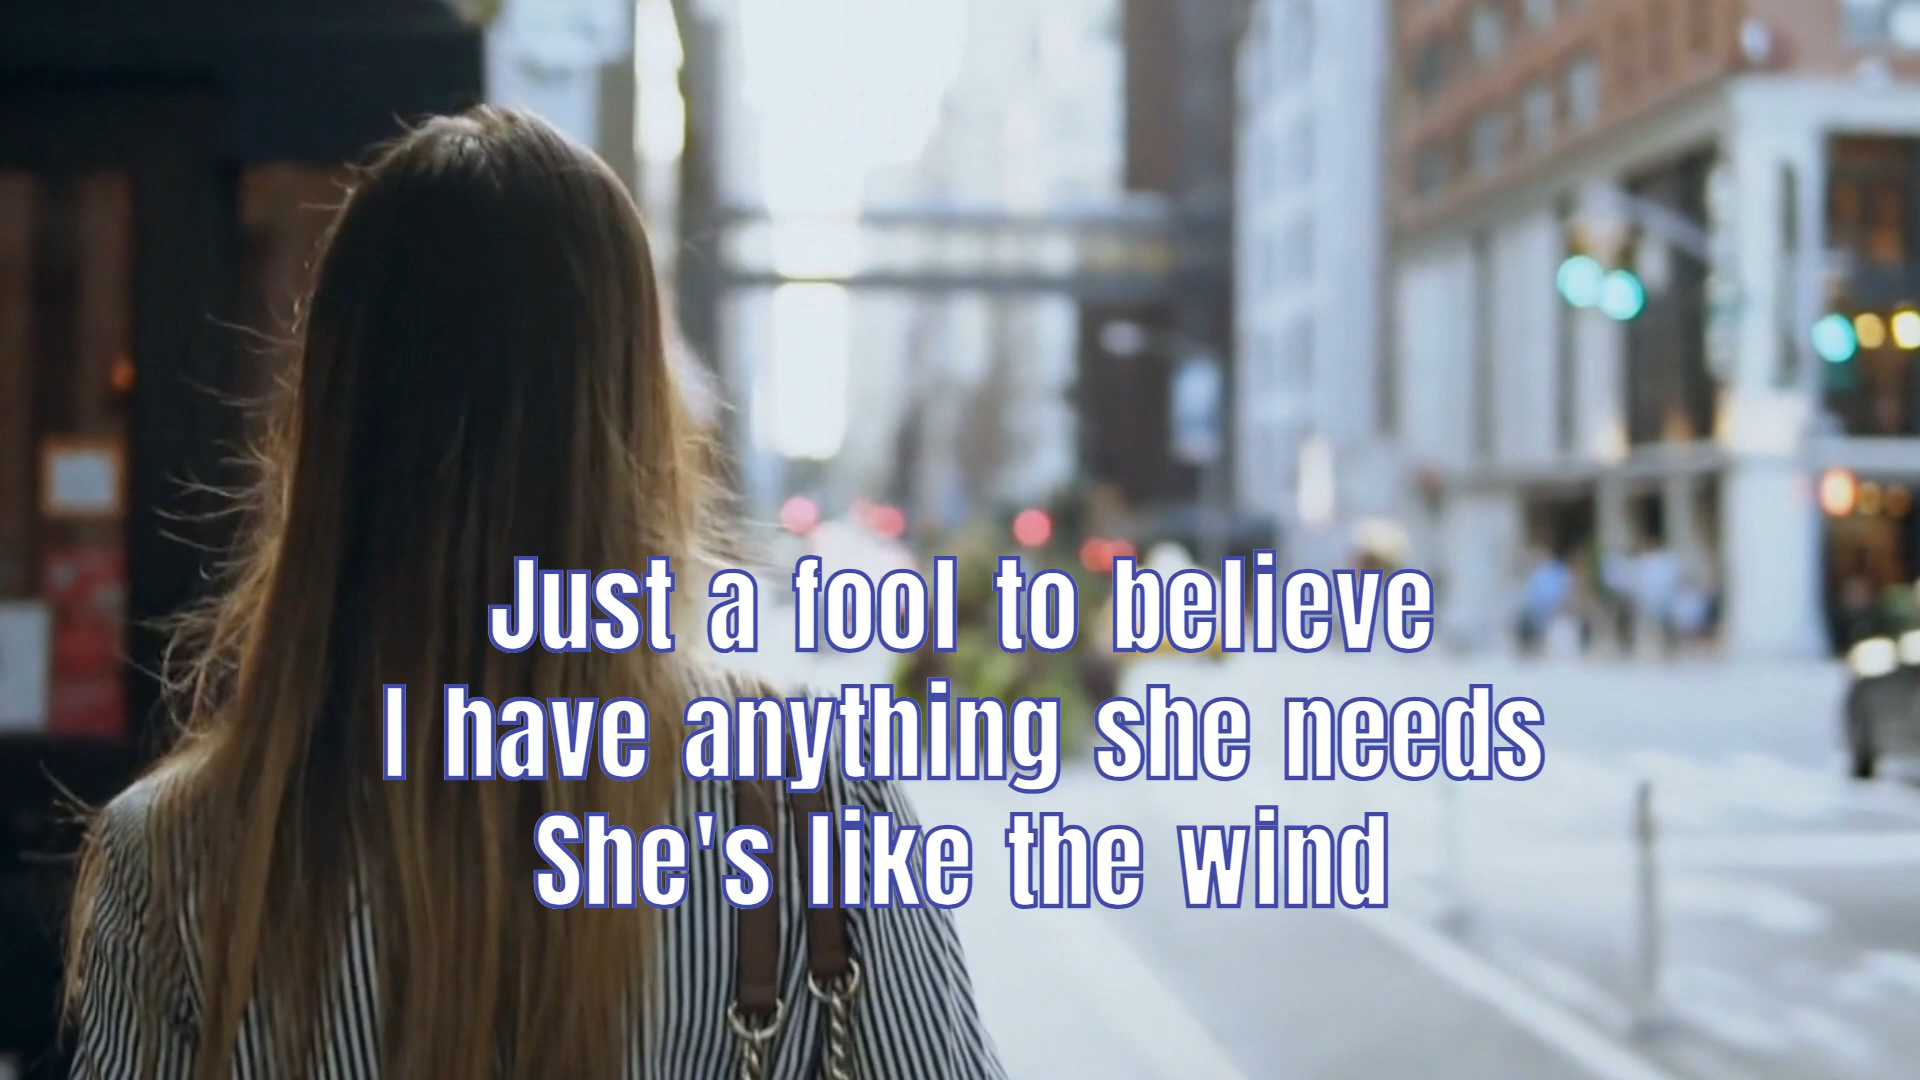 Just a fool to believe
I have anything she needs
She's like the wind